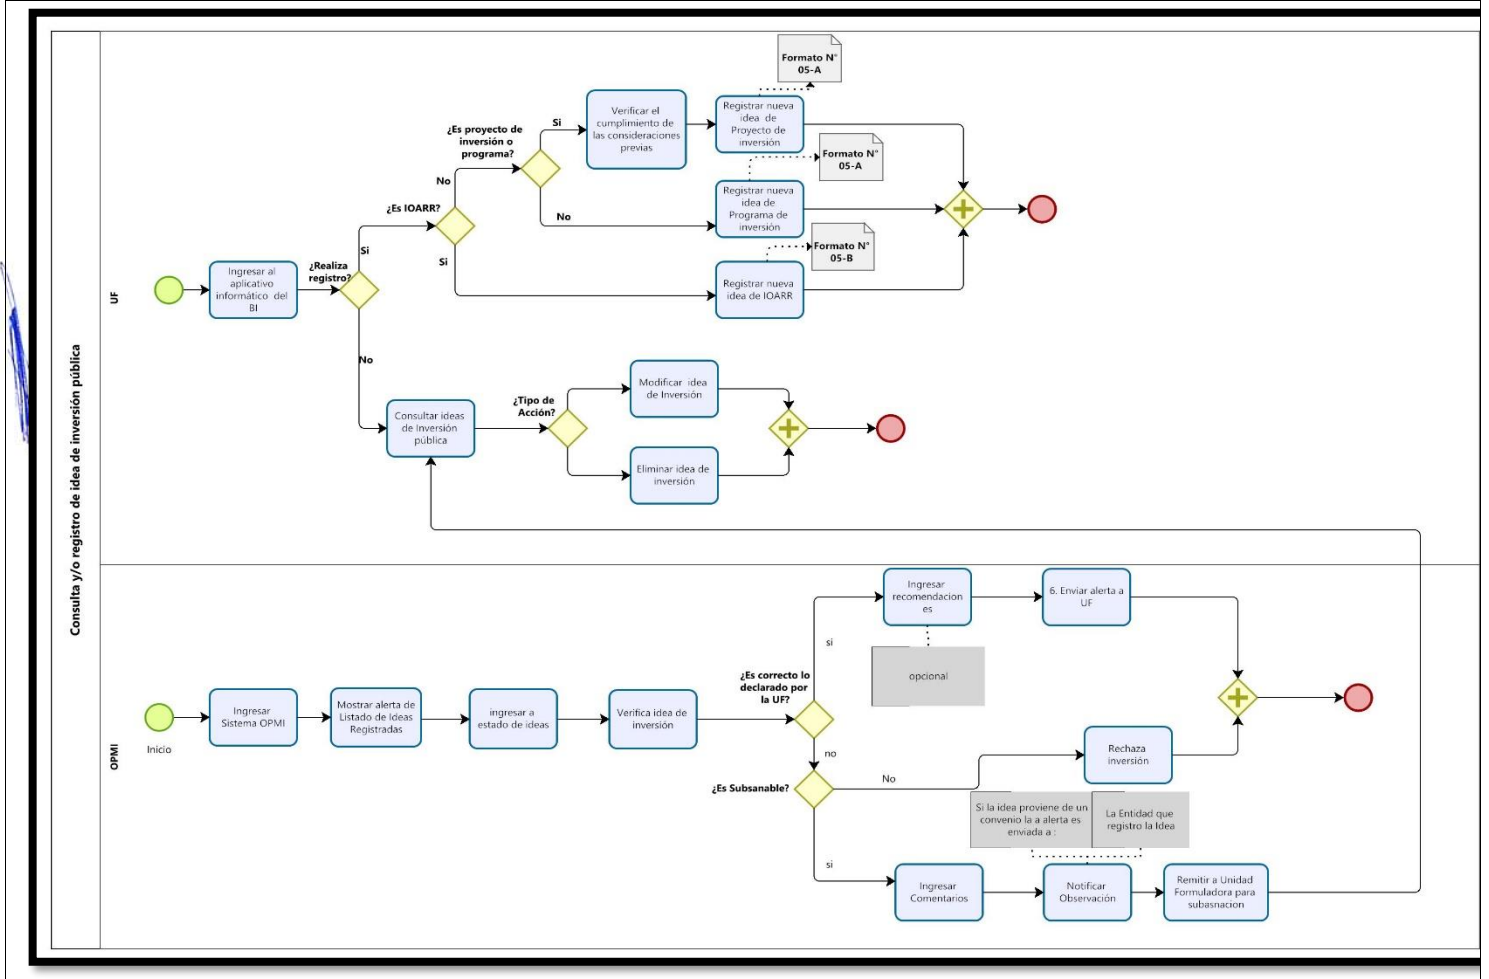 Consulta y/o registro de idea de inversión pública
UF
Ingresar al
aplicativo
informático del
BI
¿Realiza
registro?
Si
No
¿Es IOARR?
No
Si
¿Es proyecto de
inversión o
programa?
Si
No
Verificar el
cumplimiento de
las consideraciones
previas
Registrar nueva
idea de
Proyecto de
inversión
Formato N°
05-A
Registrar nueva
idea de
Programa de
inversión
Formato N°
05-A
Registrar nueva
idea de IOARR
Formato N°
05-B
Consultar ideas
de Inversión
pública
¿Tipo de
Acción?
Modificar idea
de Inversión
Eliminar idea de
inversión
OPMI
Inicio
Ingresar
Sistema OPMI
Mostrar alerta de
Listado de Ideas
Registradas
ingresar a
estado de ideas
Verifica idea de
inversión
¿Es correcto lo
declarado por
la UF?
si
no
Ingresar
recomendacion
es
opcional
6. Enviar alerta a
UF
¿Es Subsanable?
No
si
Rechaza
inversión
Si la idea proviene de un
convenio la a alerta es
enviada a :
La Entidad que
registro la Idea
Ingresar
Comentarios
Notificar
Observación
Remitir a Unidad
Formuladora para
subasnacion